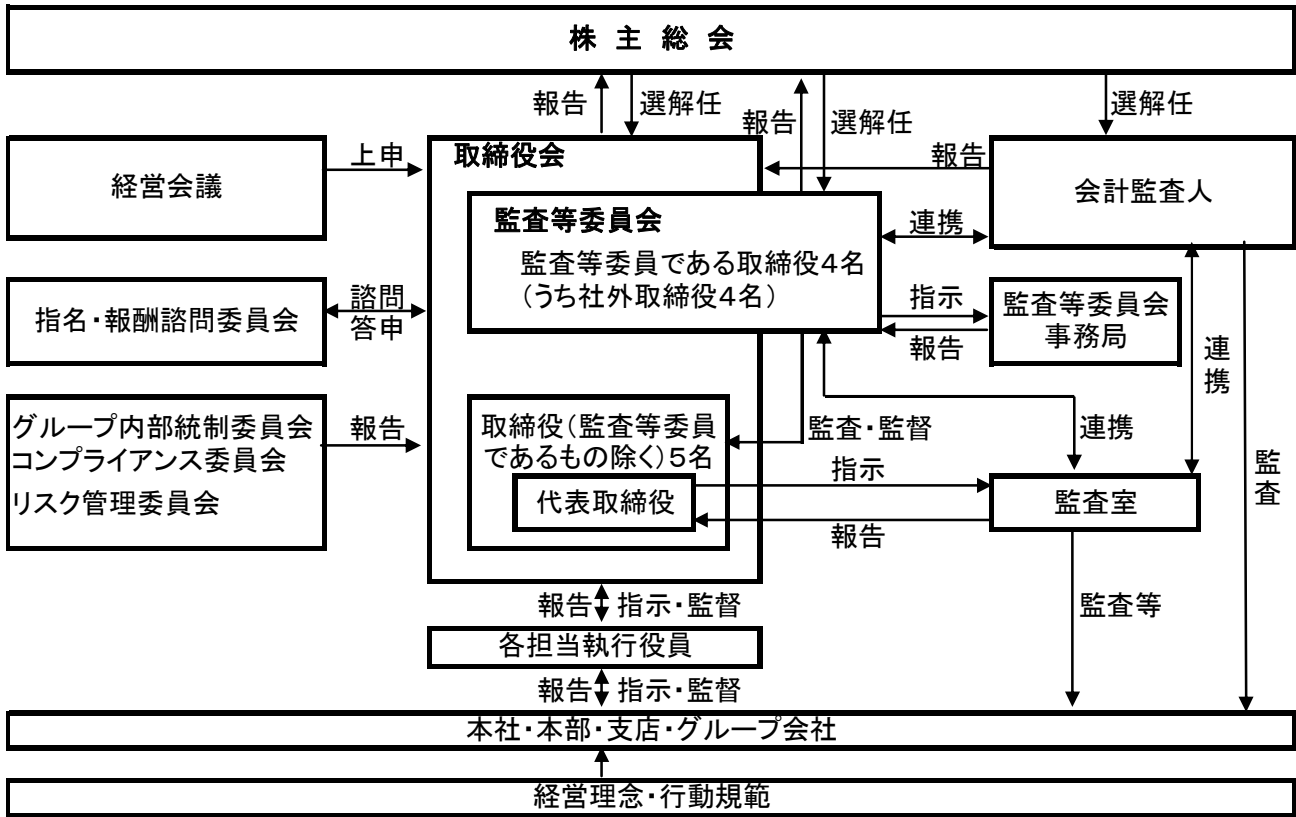 株 主 総 会
報告
選解任
報告
選解任
選解任
経営会議
上申
取締役会
報告
会計監査人
監査等委員会
監査等委員である取締役4名
(うち社外取締役4名)
連携
指名・報酬諮問委員会
諮問
答申
指示
報告
監査等委員会
事務局
連携
監査
グループ内部統制委員会
コンプライアンス委員会
リスク管理委員会
報告
取締役(監査等委員
であるもの除く)5名
代表取締役
監査・監督
連携
指示
報告
監査室
監査等
報告
指示・監督
各担当執行役員
報告
指示・監督
本社・本部・支店・グループ会社
経営理念・行動規範